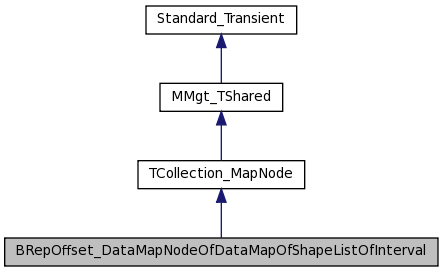 Standard_Transient
MMgt_TShared
TCollection_MapNode
BRepOffset_DataMapNodeOfDataMapOfShapeListOfInterval